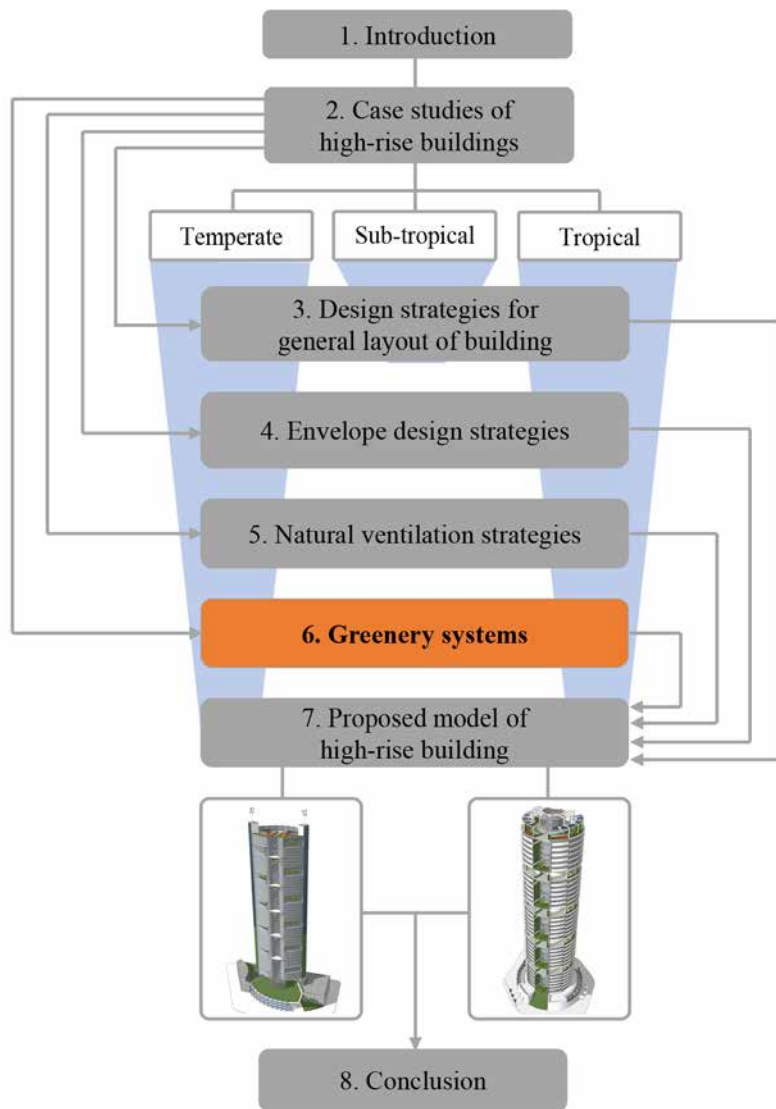 1. Introduction
2. Case studies of
high-rise buildings
Temperate
Sub-tropical
Tropical
3. Design strategies for
general layout of building
4. Envelope design strategies
5. Natural ventilation strategies
6. Greenery systems
7. Proposed model of
high-rise building
8. Conclusion